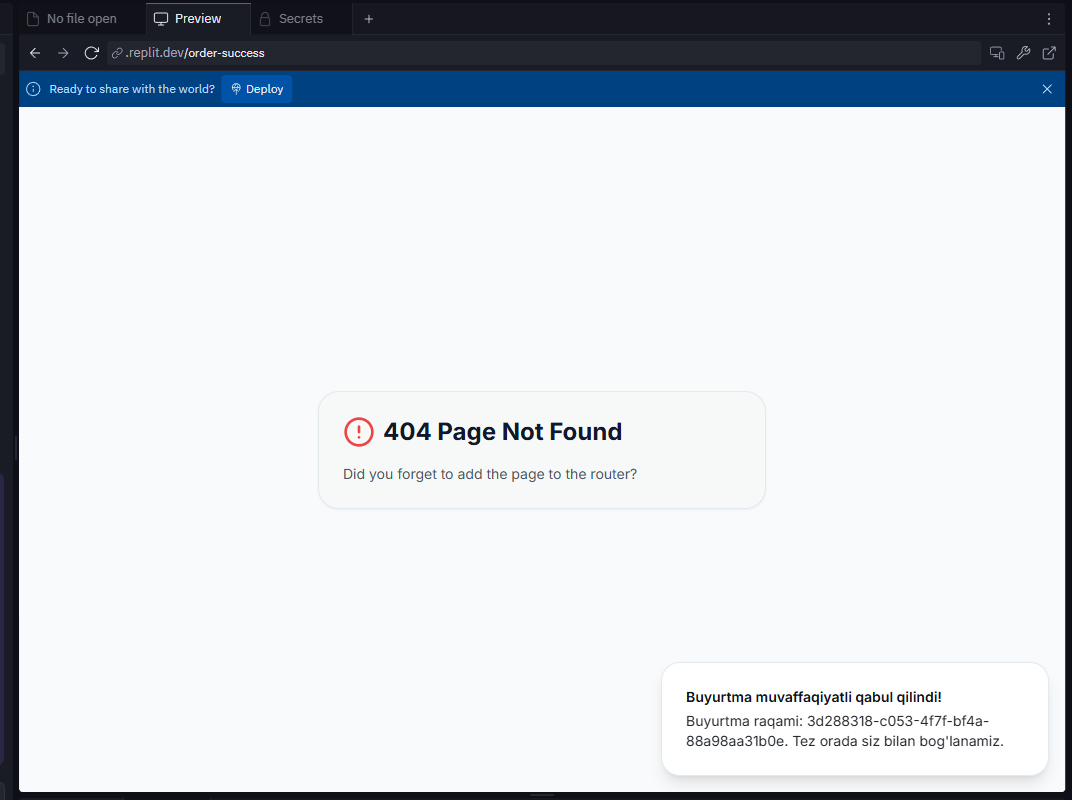 No file open
Preview
Secrets
.replit.dev/order-success
Ready to share with the world?
Deploy
404 Page Not Found
Did you forget to add the page to the router?
Buyurtma muvaffaqiyatli qabul qilindi!
Buyurtma raqami: 3d288318-c053-4f7f-bf4a-
88a98aa31b0e. Tez orada siz bilan bog'lanamiz.